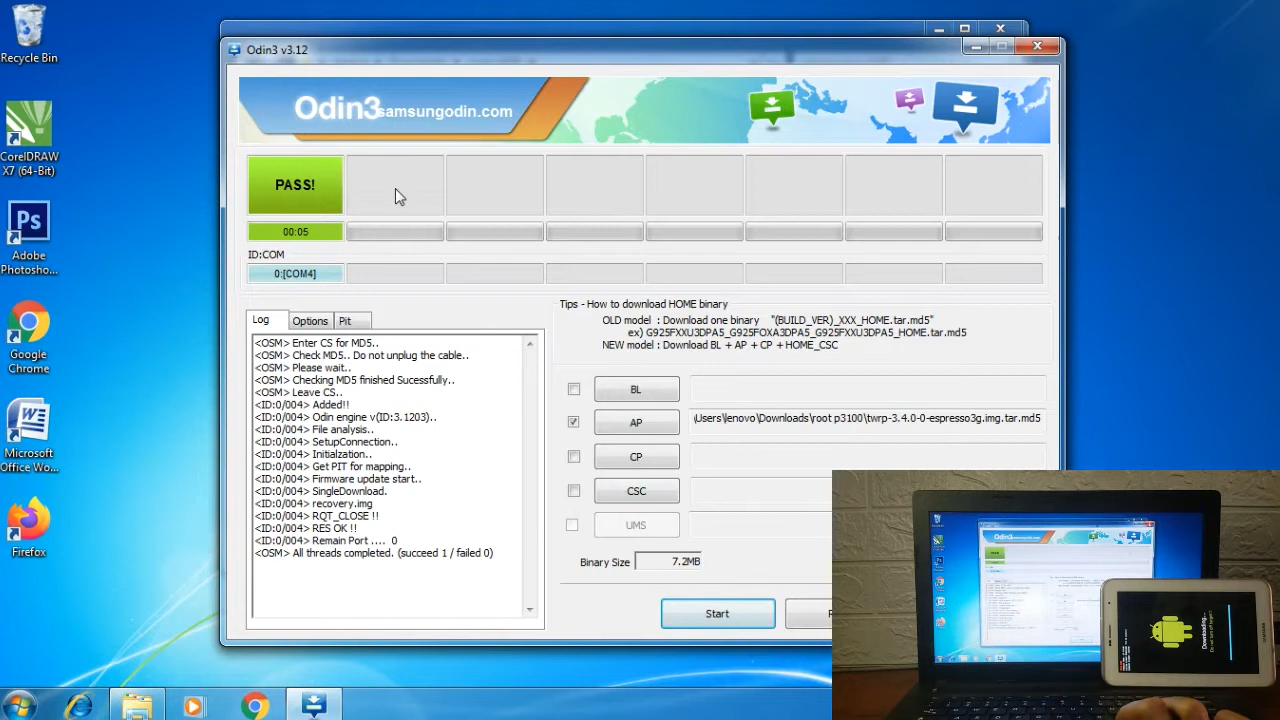 Recycle Bin
CorelDRAW
X7 (64-Bit)
Ps
Adobe
Photosho...
Google
Chrome
Microsoft
Office Wo...
Firefox
Odin3 v3.12
Odin3
samsungodin.com
PASS!
00:05
ID:COM
0:[COM4]
Log
Options
Pit
<OSM> Enter CS for MD5..
<OSM> Check MD5.. Do not unplug the cable..
<OSM> Please wait..
<OSM> Checking MD5 finished Sucessfully..
<OSM> Leave CS..
<ID:0/004> Added!!
<ID:0/004> Odin engine v(ID:3.1203)..
<ID:0/004> File analysis..
<ID:0/004> SetupConnection..
<ID:0/004> Initialzation..
<ID:0/004> Get PIT for mapping..
<ID:0/004> Firmware update start..
<ID:0/004> SingleDownload.
<ID:0/004> recovery.img
<ID:0/004> RQT_CLOSE !!
<ID:0/004> RES OK !!
<ID:0/004> Remain Port .... 0
<OSM> All threads completed. (succeed 1 / failed 0)
Tips - How to download HOME binary
OLD model : Download one binary "(BUILD_VER)_XXX_HOME.tar.md5"
ex) G925FXXU3DPA5_G925FOXA3DPA5_G925FXXU3DPA5_HOME.tar.md5
NEW model : Download BL + AP + CP + HOME_CSC
BL
AP
\Users\lenovo\Downloads\root p3100\twrp-3.4.0-0-espresso3g.img.tar.md5
CP
CSC
UMS
Binary Size
7.2MB
Start
Odin3
PASS!
Downloading...
Do not turn off target!!
SAMSUNG